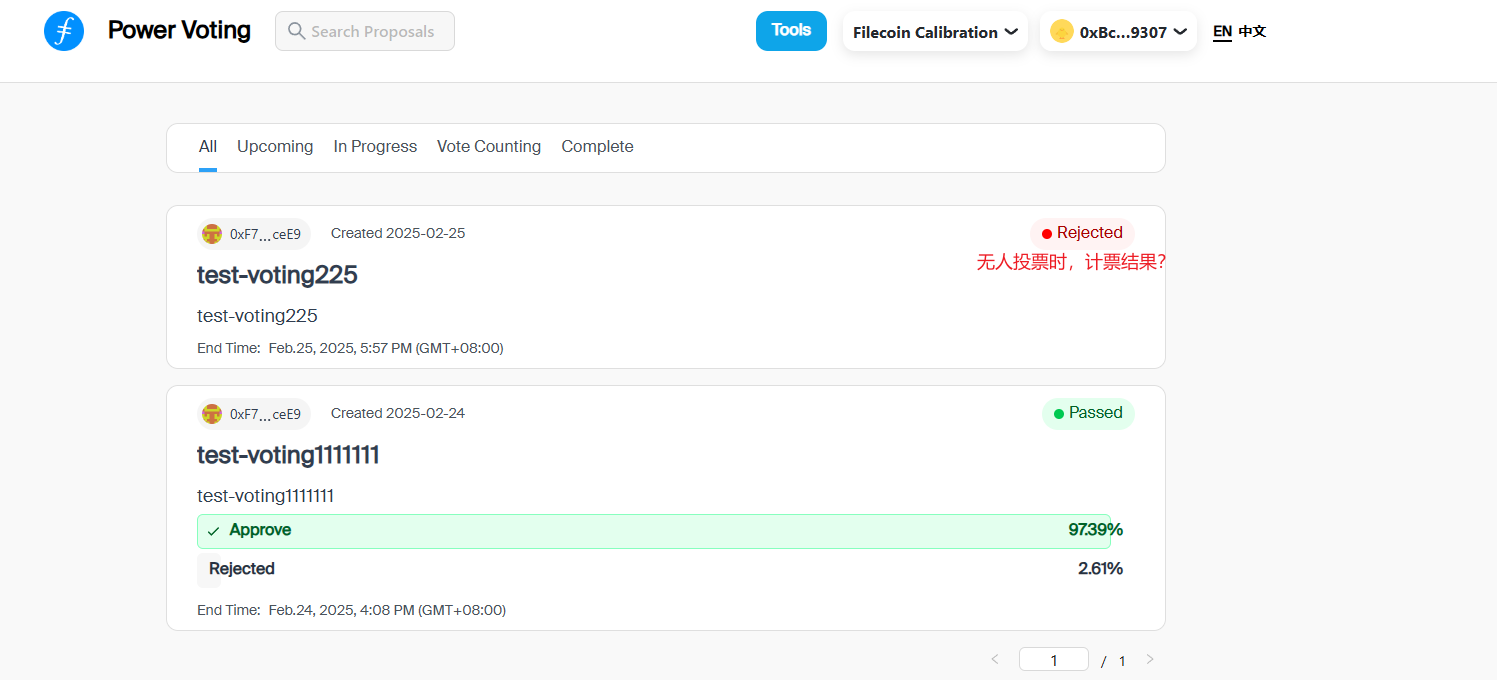 Power Voting
Search Proposals
Tools
Filecoin Calibration
0xBc...9307
EN 中文
All Upcoming In Progress Vote Counting Complete
0xF7...ceE9 Created 2025-02-25 Rejected
无人投票时，计票结果?
test-voting225
test-voting225
End Time: Feb.25, 2025, 5:57 PM (GMT+08:00)
0xF7...ceE9 Created 2025-02-24 Passed
test-voting1111111
test-voting1111111
Approve 97.39%
Rejected 2.61%
End Time: Feb.24, 2025, 4:08 PM (GMT+08:00)
< 1 / 1 >